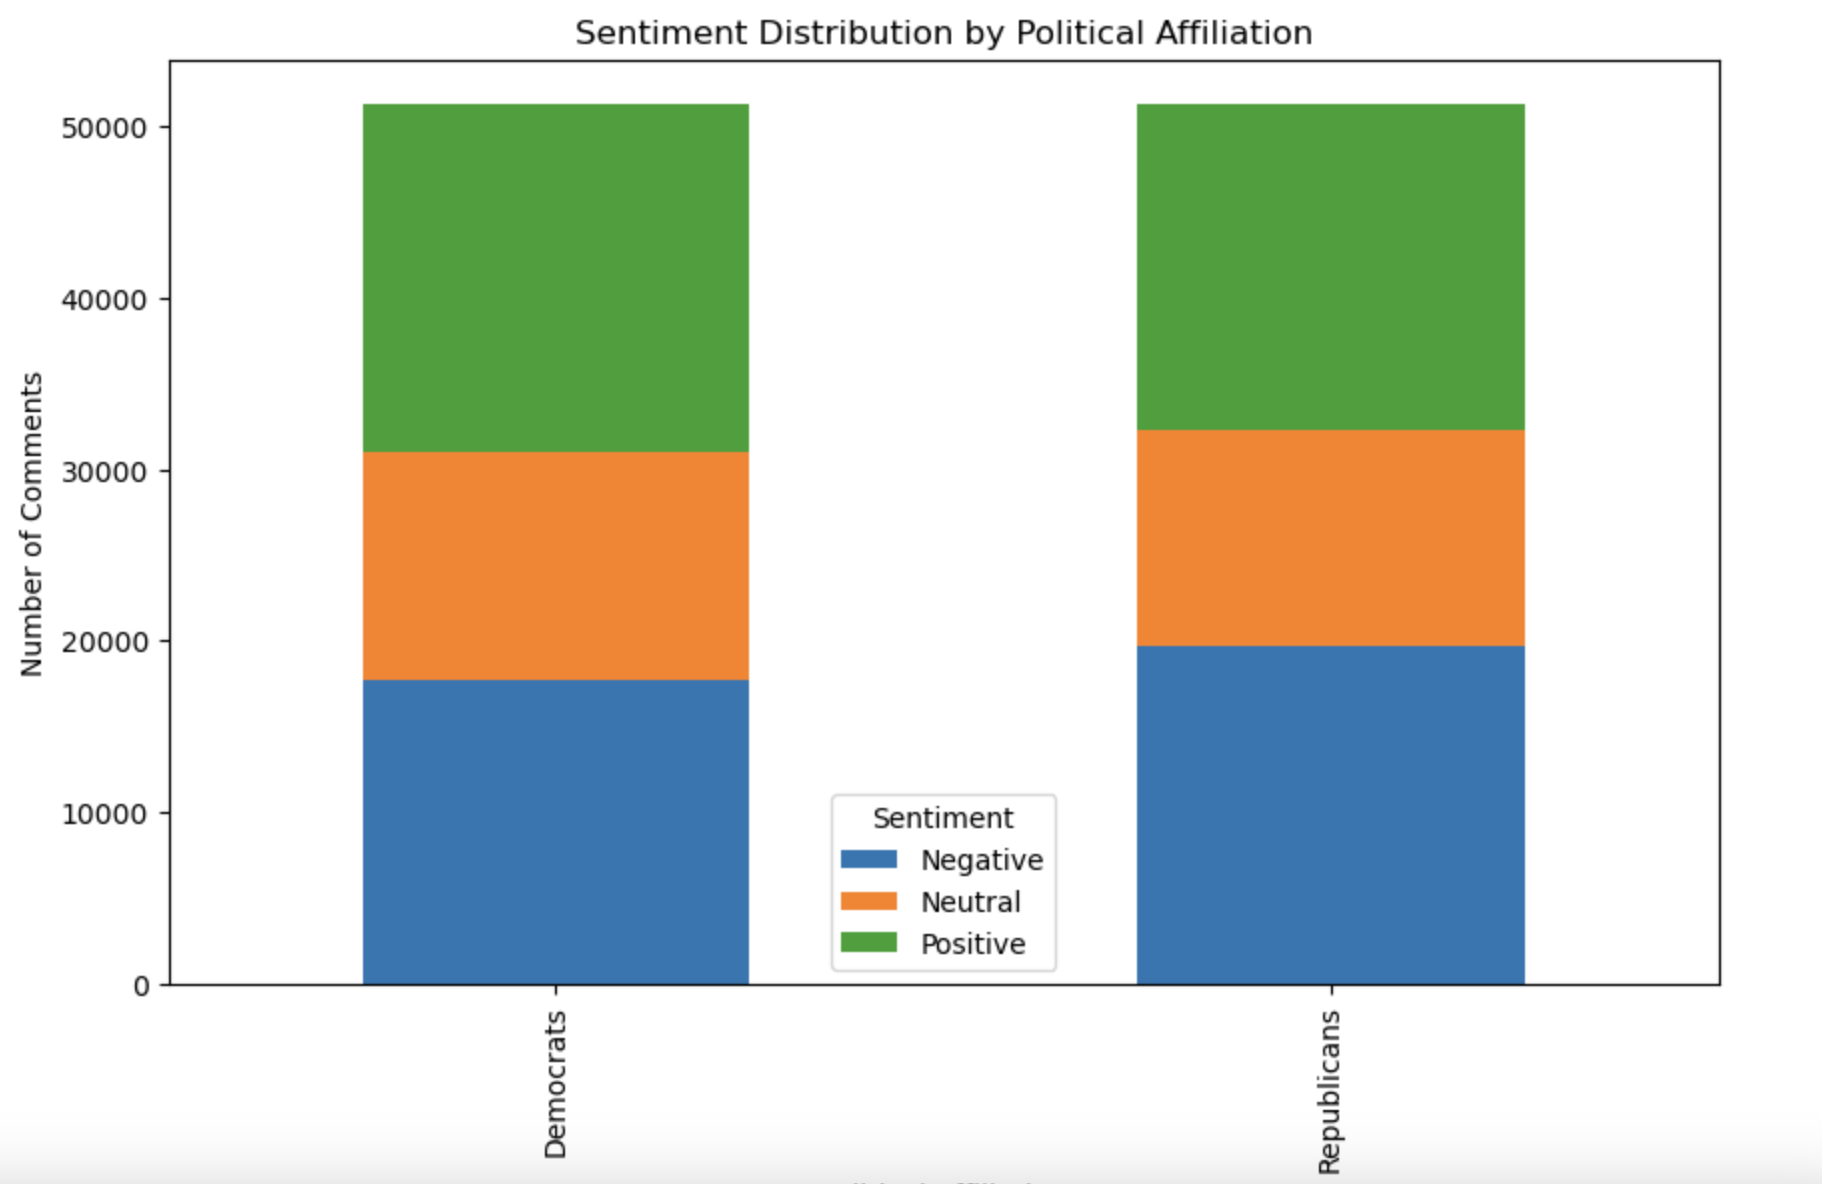 Sentiment Distribution by Political Affiliation
50000
40000
30000
20000
10000
0
Number of Comments
Sentiment
Negative
Neutral
Positive
Democrats
Republicans